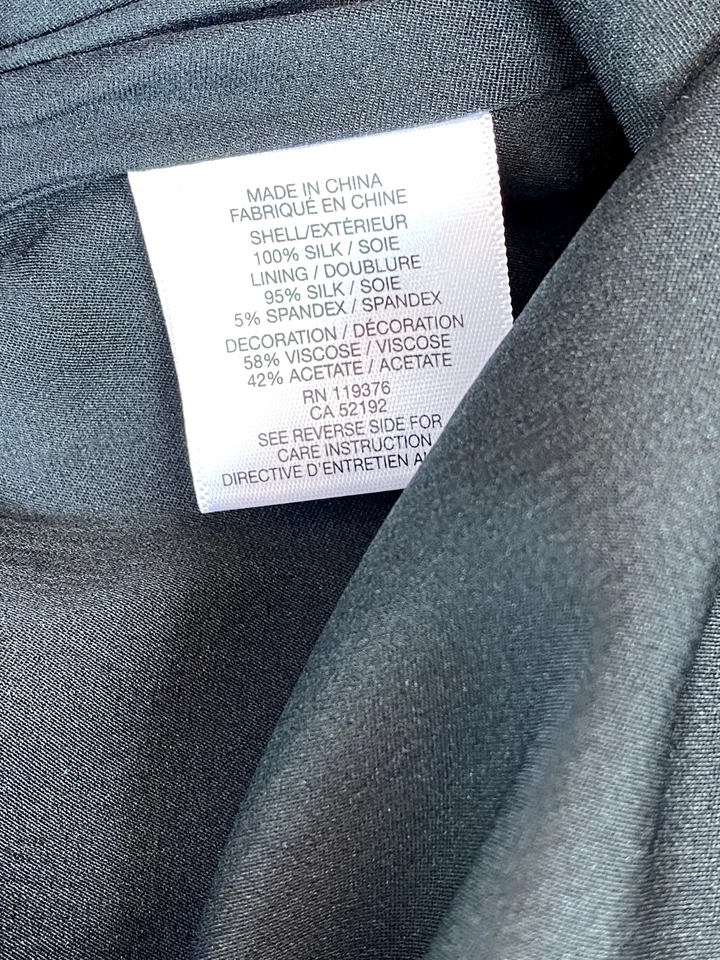 MADE IN CHINA
FABRIQUÉ EN CHINE
SHELL/EXTÉRIEUR
100% SILK / SOIE
LINING / DOUBLURE
95% SILK / SOIE
5% SPANDEX / SPANDEX
DECORATION / DÉCORATION
58% VISCOSE / VISCOSE
42% ACETATE / ACETATE
RN 119376
CA 52192
SEE REVERSE SIDE FOR
CARE INSTRUCTION
DIRECTIVE D'ENTRETIEN